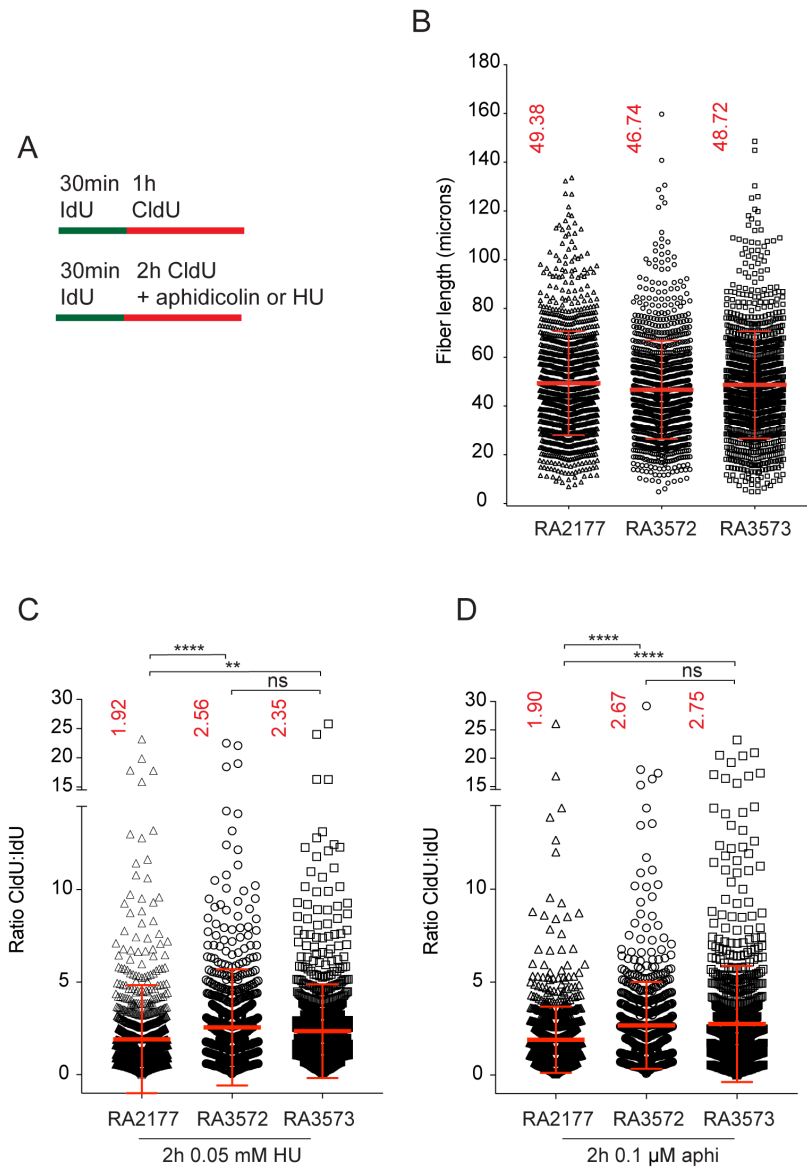 A
30min 1h
IdU CldU
30min 2h CldU
IdU + aphidicolin or HU
B
Fiber length (microns)
180
160
140
120
100
80
60
40
20
0
49.38
46.74
48.72
RA2177 RA3572 RA3573
C
****
**
ns
Ratio CldU:IdU
30
25
20
15
10
5
0
1.92
2.56
2.35
RA2177 RA3572 RA3573
2h 0.05 mM HU
D
****
****
ns
Ratio CldU:IdU
30
25
20
15
10
5
0
1.90
2.67
2.75
RA2177 RA3572 RA3573
2h 0.1 µM aphi